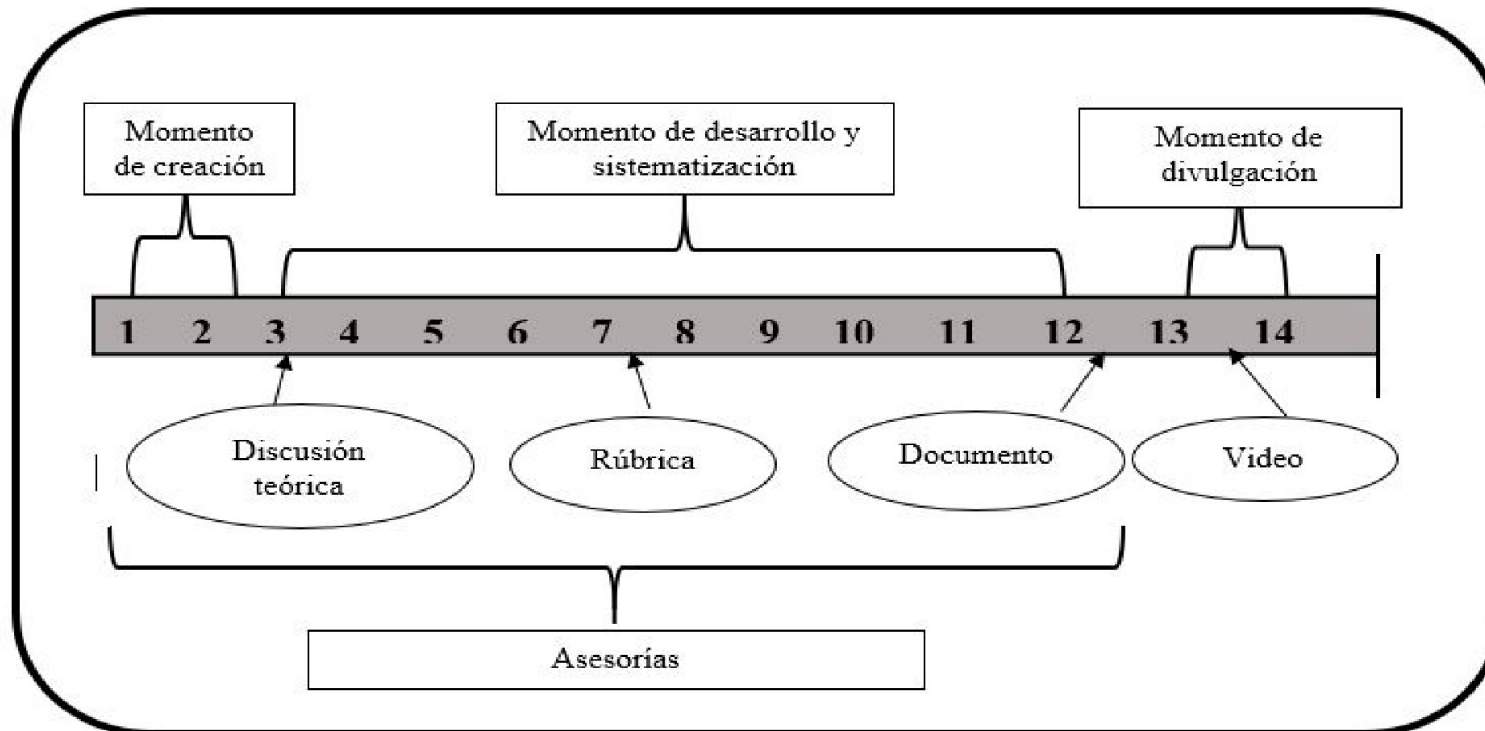 Momento
de creación
Momento de desarrollo y
sistematización
Momento de
divulgación
1 2 3 4 5 6 7 8 9 10 11 12 13 14
Discusión
teórica
Rúbrica
Documento
Video
Asesorías